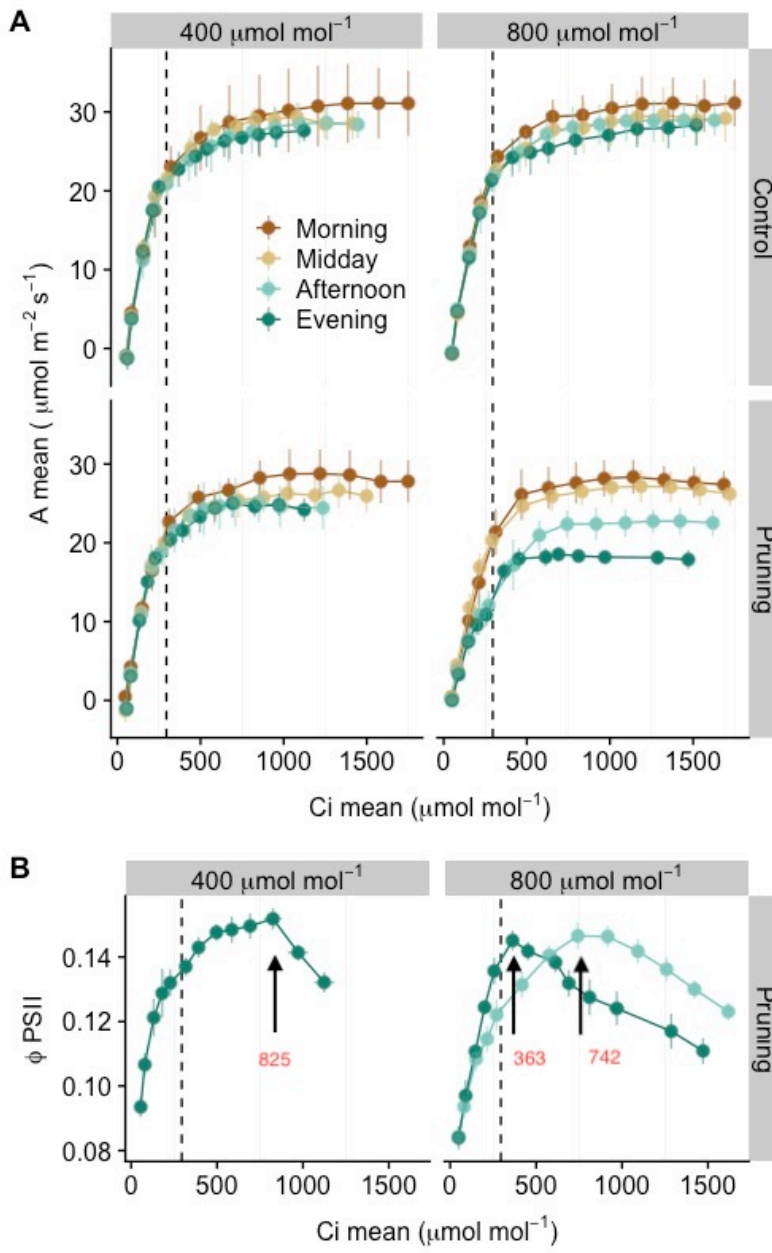 A
400 μmol mol⁻¹
800 μmol mol⁻¹
30
20
10
0
Control
Morning
Midday
Afternoon
Evening
A mean ( μmol m⁻² s⁻¹)
30
20
10
0
Pruning
0 500 1000 1500
0 500 1000 1500
Ci mean (μmol mol⁻¹)
B
400 μmol mol⁻¹
800 μmol mol⁻¹
0.14
0.12
0.10
0.08
ϕ PSII
825
363
742
Pruning
0 500 1000 1500
0 500 1000 1500
Ci mean (μmol mol⁻¹)